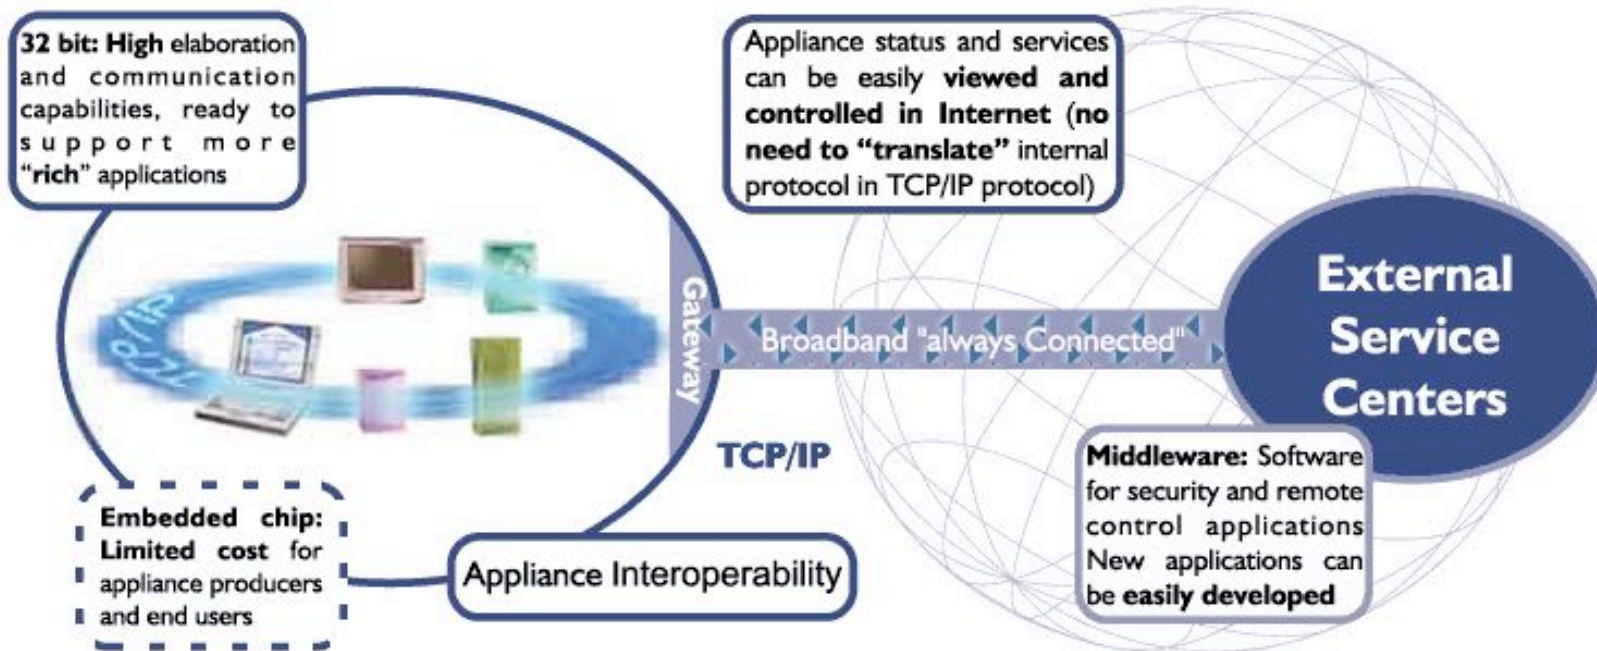 32 bit: High elaboration
and communication
capabilities, ready to
support more
“rich” applications
Appliance status and services
can be easily viewed and
controlled in Internet (no
need to “translate” internal
protocol in TCP/IP protocol)
TCP/IP
Gateway
Broadband "always Connected"
External
Service
Centers
TCP/IP
Embedded chip:
Limited cost for
appliance producers
and end users
Appliance Interoperability
Middleware: Software
for security and remote
control applications
New applications can
be easily developed